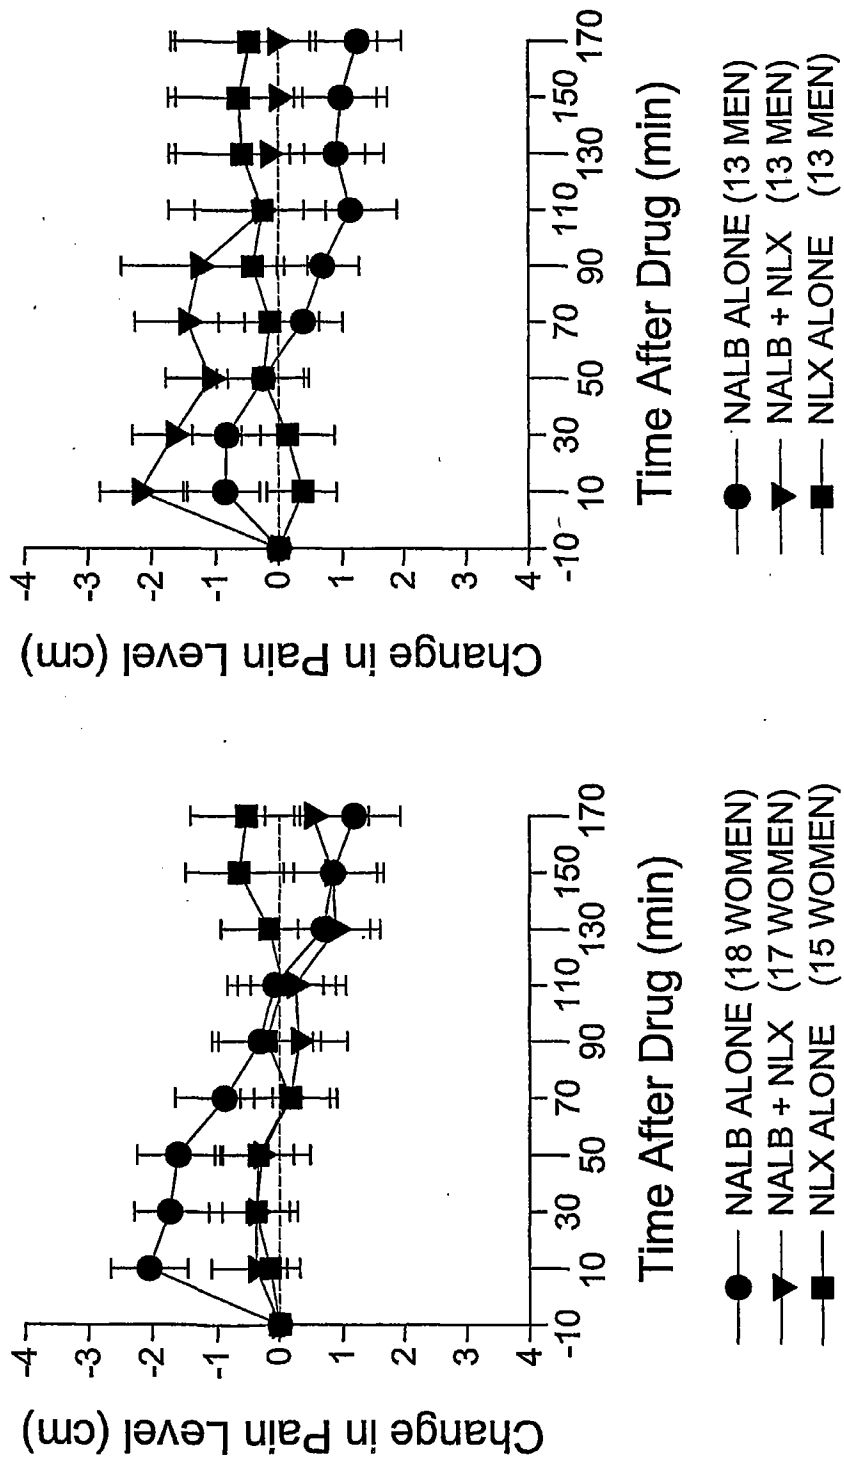 Change in Pain Level (cm)
-4
-3
-2
-1
0
1
2
3
4
-10 10 30 50 70 90 110 130 150 170
Time After Drug (min)
NALB ALONE (18 WOMEN)
NALB + NLX (17 WOMEN)
NLX ALONE (15 WOMEN)
Change in Pain Level (cm)
-4
-3
-2
-1
0
1
2
3
4
-10 10 30 50 70 90 110 130 150 170
Time After Drug (min)
NALB ALONE (13 MEN)
NALB + NLX (13 MEN)
NLX ALONE (13 MEN)